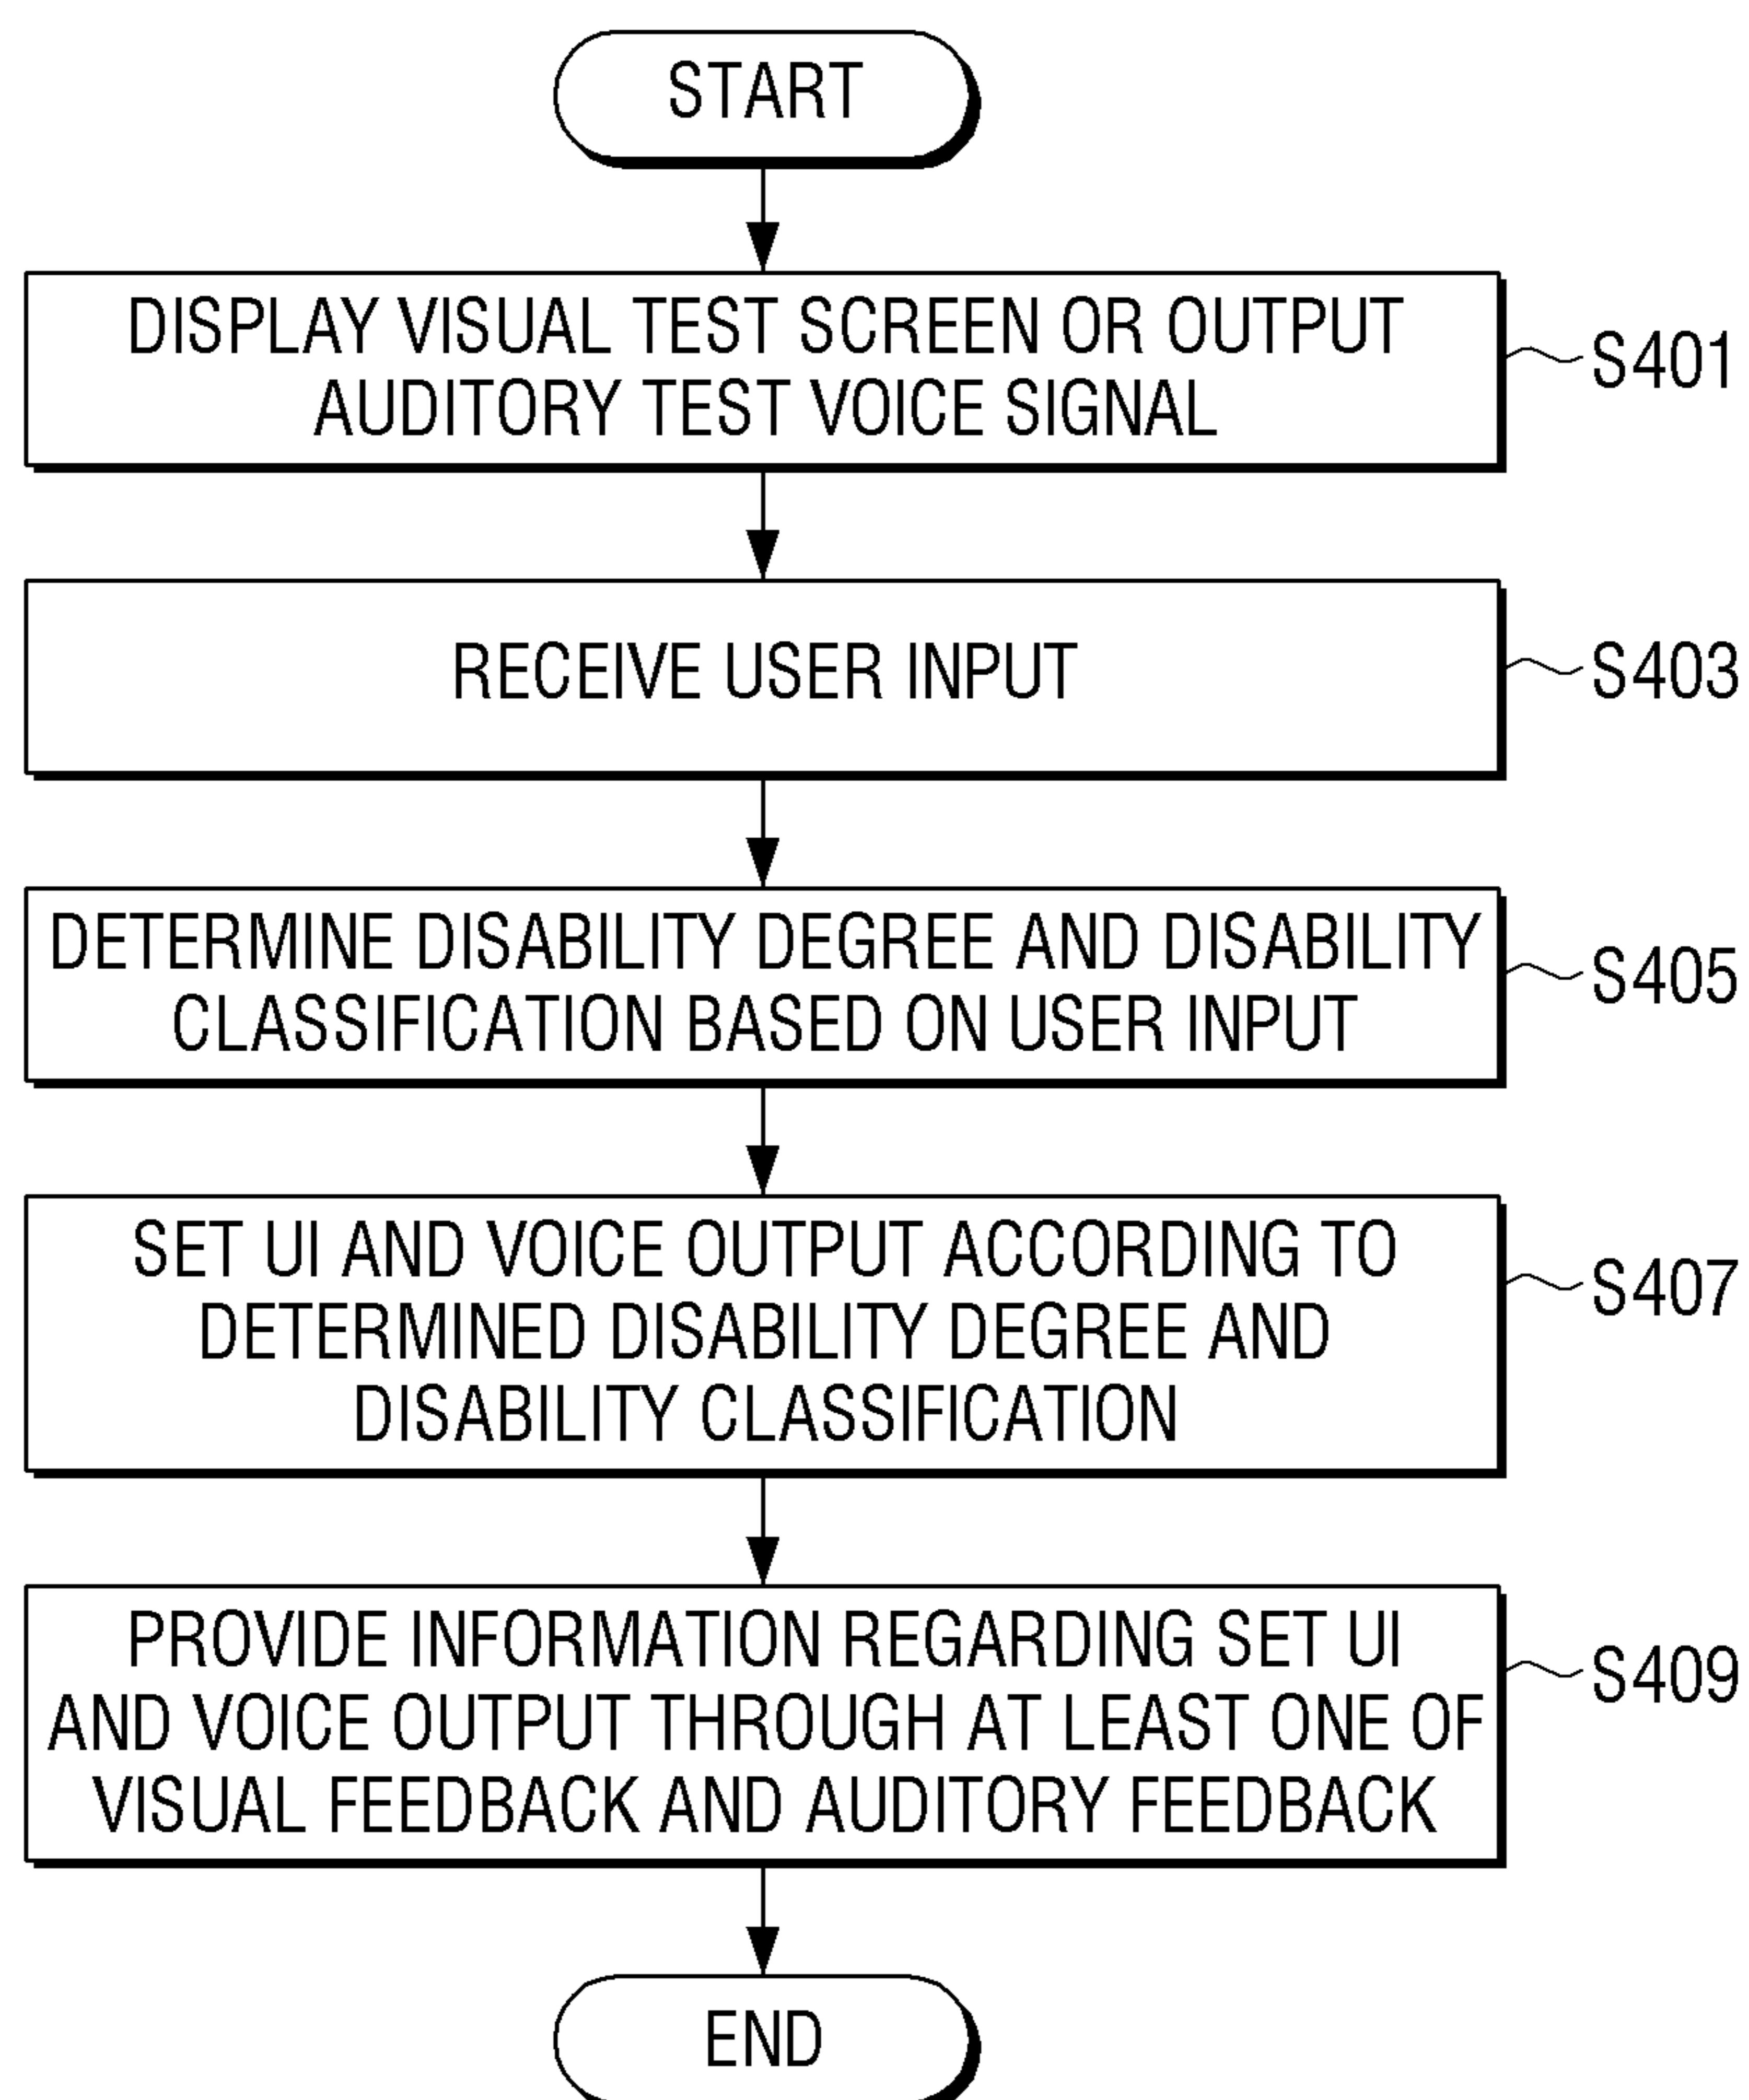 START
DISPLAY VISUAL TEST SCREEN OR OUTPUT
AUDITORY TEST VOICE SIGNAL
S401
RECEIVE USER INPUT
S403
DETERMINE DISABILITY DEGREE AND DISABILITY
CLASSIFICATION BASED ON USER INPUT
S405
SET UI AND VOICE OUTPUT ACCORDING TO
DETERMINED DISABILITY DEGREE AND
DISABILITY CLASSIFICATION
S407
PROVIDE INFORMATION REGARDING SET UI
AND VOICE OUTPUT THROUGH AT LEAST ONE OF
VISUAL FEEDBACK AND AUDITORY FEEDBACK
S409
END